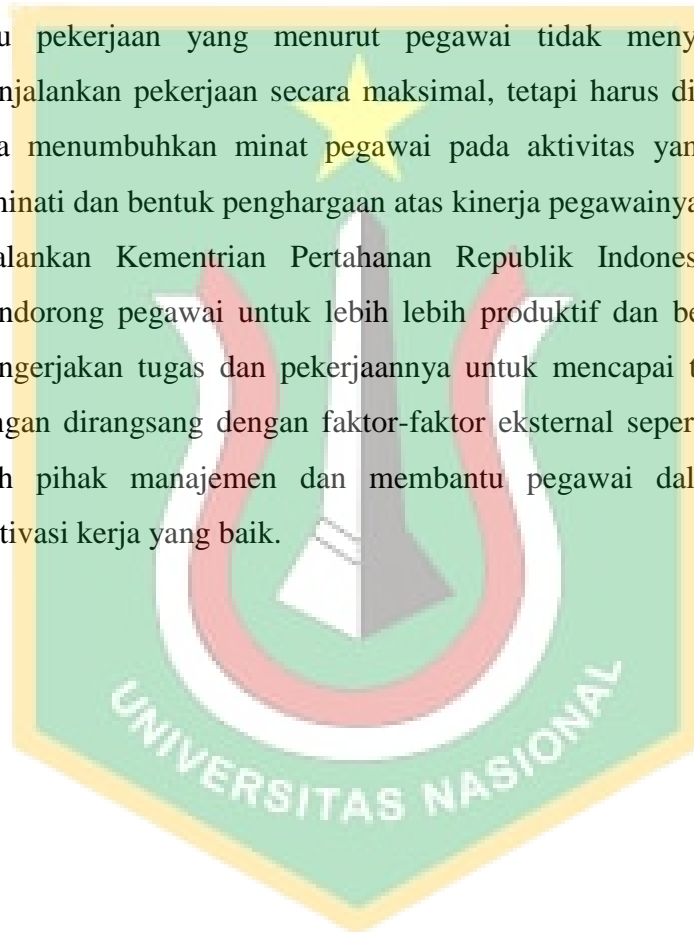 u pekerjaan yang menurut pegawai tidak meny
njalankan pekerjaan secara maksimal, tetapi harus di
a menumbuhkan minat pegawai pada aktivitas yan
inati dan bentuk penghargaan atas kinerja pegawainya
alankan Kementrian Pertahanan Republik Indones
ndorong pegawai untuk lebih lebih produktif dan be
ngerjakan tugas dan pekerjaannya untuk mencapai t
ngan dirangsang dengan faktor-faktor eksternal seper
h pihak manajemen dan membantu pegawai dal
tivasi kerja yang baik.
UNIVERSITAS NASIONAL